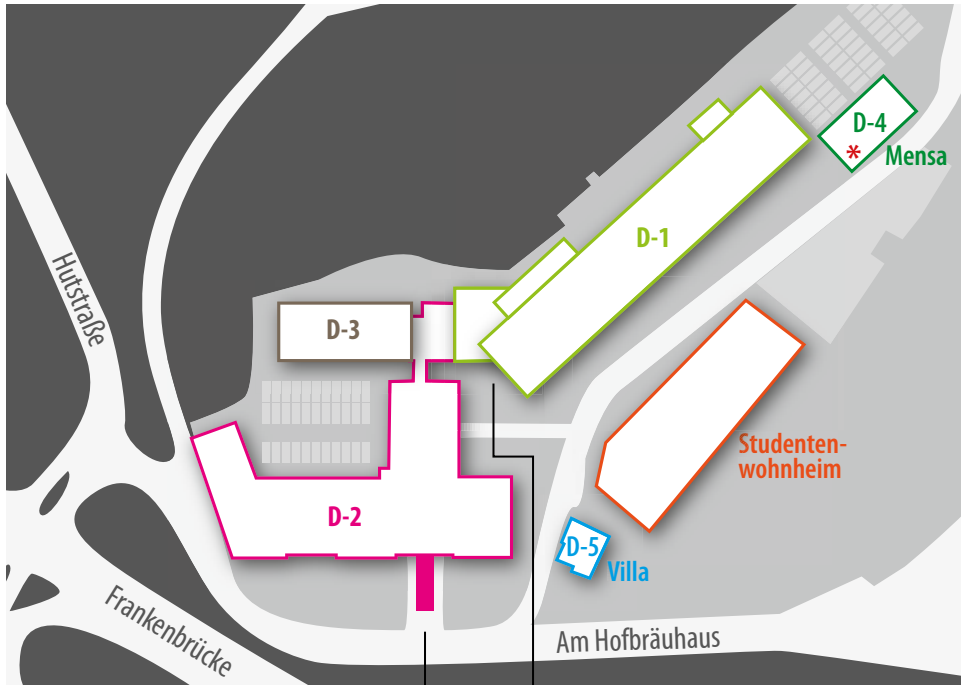 D-4
*
Mensa
D-1
Hutstraße
D-3
Studenten-
wohnheim
D-2
D-5
Villa
Frankenbrücke
Am Hofbräuhaus